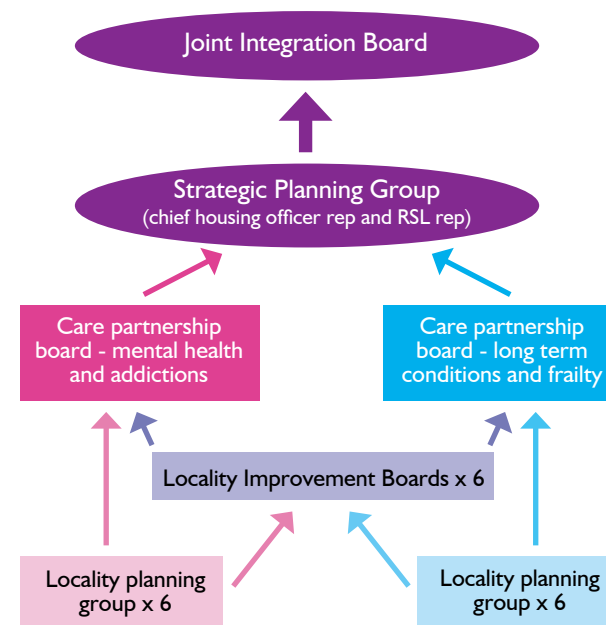 Joint Integration Board
Strategic Planning Group
(chief housing officer rep and RSL rep)
Care partnership
board - mental health
and addictions
Care partnership
board - long term
conditions and frailty
Locality Improvement Boards x 6
Locality planning
group x 6
Locality planning
group x 6